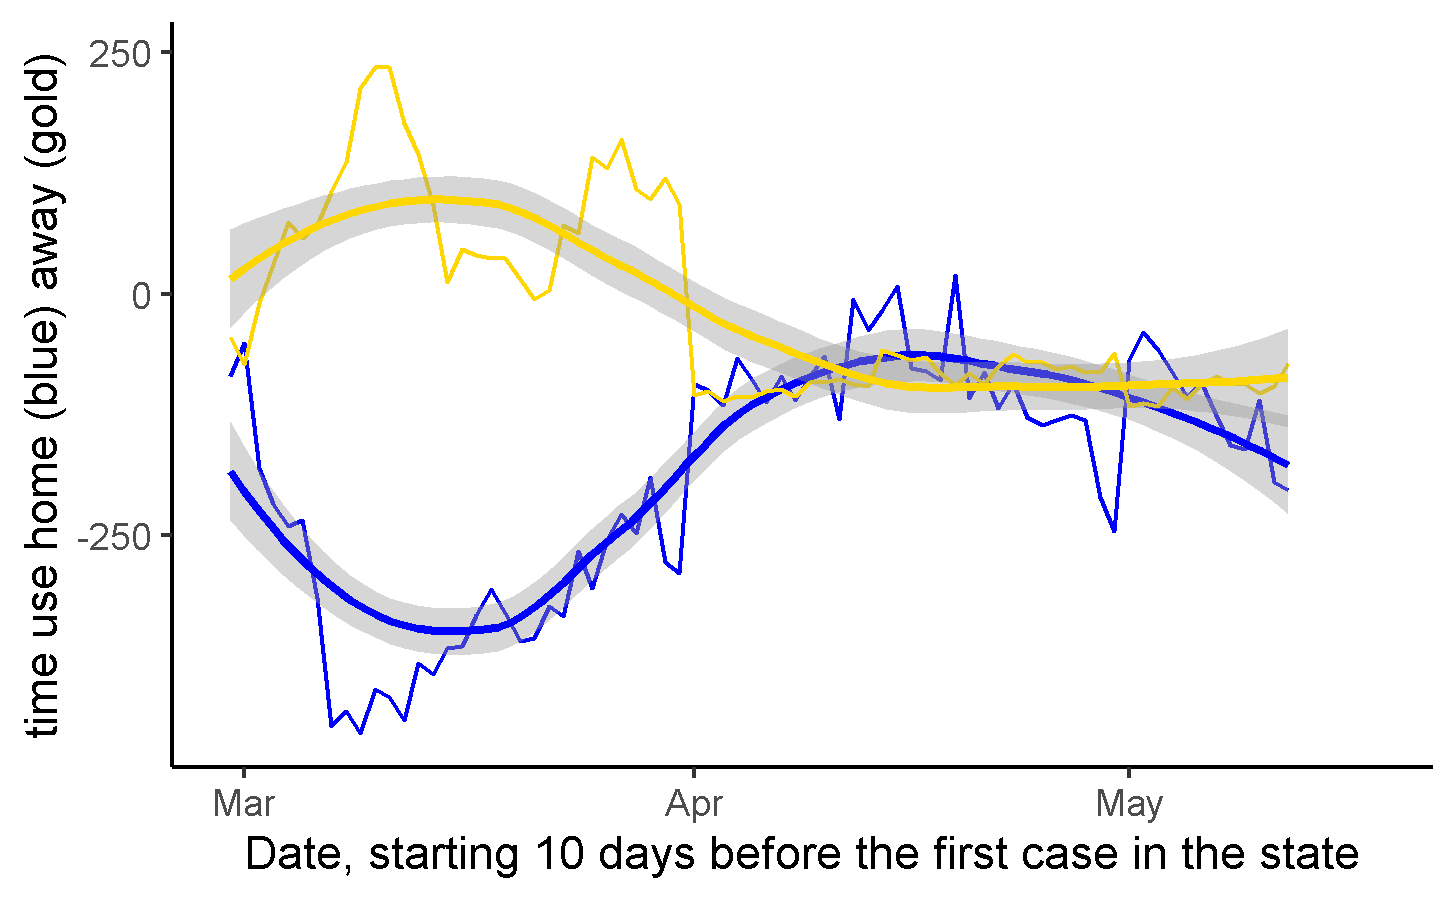 time use home (blue) away (gold)
250
0
-250
Mar
Apr
May
Date, starting 10 days before the first case in the state